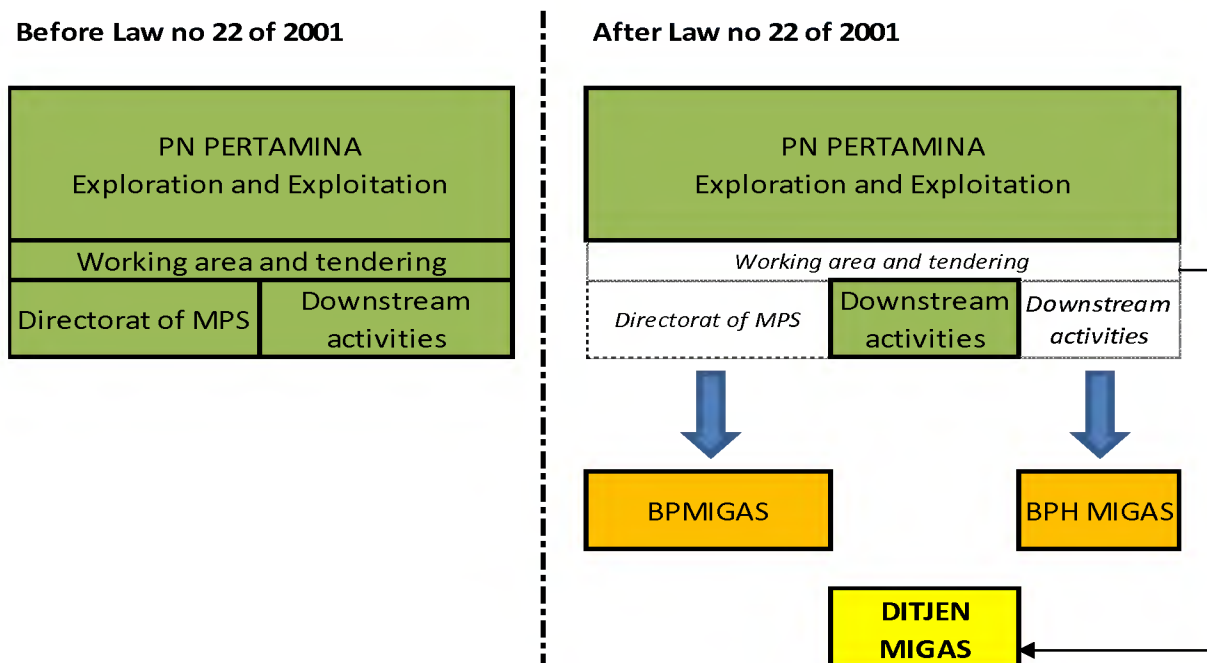 Before Law no 22 of 2001
PN PERTAMINA
Exploration and Exploitation
Working area and tendering
Directorat of MPS
Downstream
activities
After Law no 22 of 2001
PN PERTAMINA
Exploration and Exploitation
Working area and tendering
Directorat of MPS
Downstream
activities
Downstream
activities
BPMIGAS
BPH MIGAS
DITJEN
MIGAS